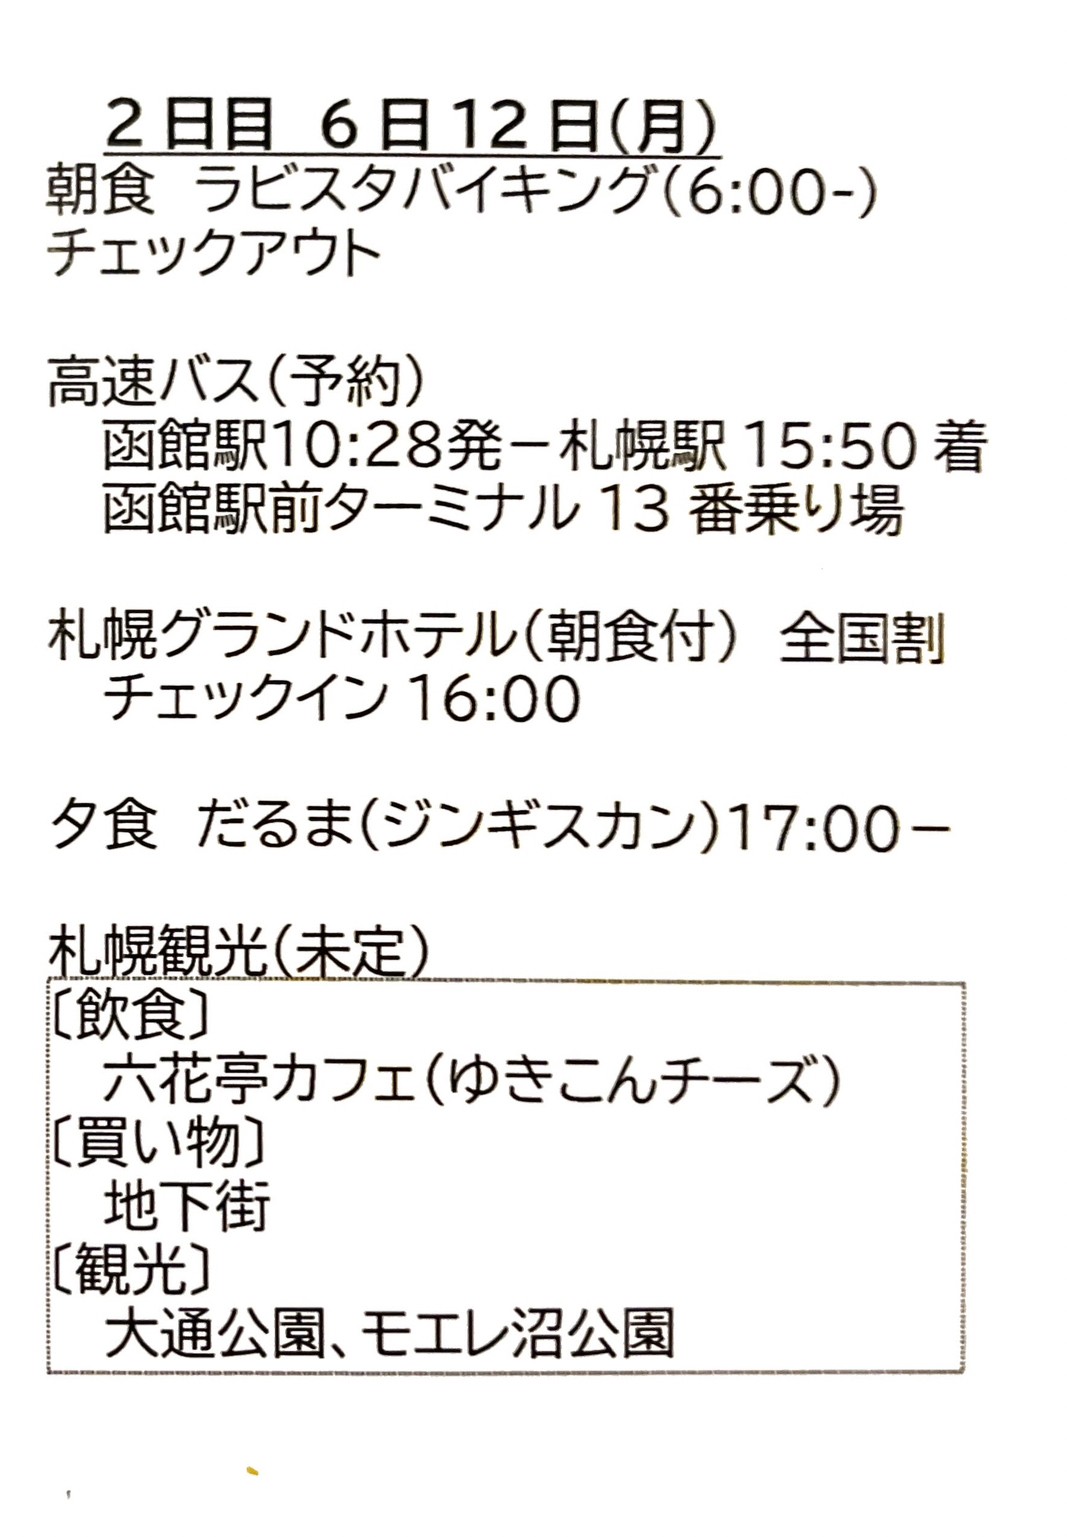 2日目 6日12日(月)
朝食 ラビスタバイキング(6:00-)
チェックアウト
高速バス(予約)
函館駅10:28発ー札幌駅 15:50 着
函館駅前ターミナル 13 番乗り場
札幌グランドホテル(朝食付) 全国割
チェックイン 16:00
夕食 だるま(ジンギスカン)17:00ー
札幌観光(未定)
〔飲食〕
六花亭カフェ(ゆきこんチーズ)
〔買い物〕
地下街
〔観光〕
大通公園、モエレ沼公園